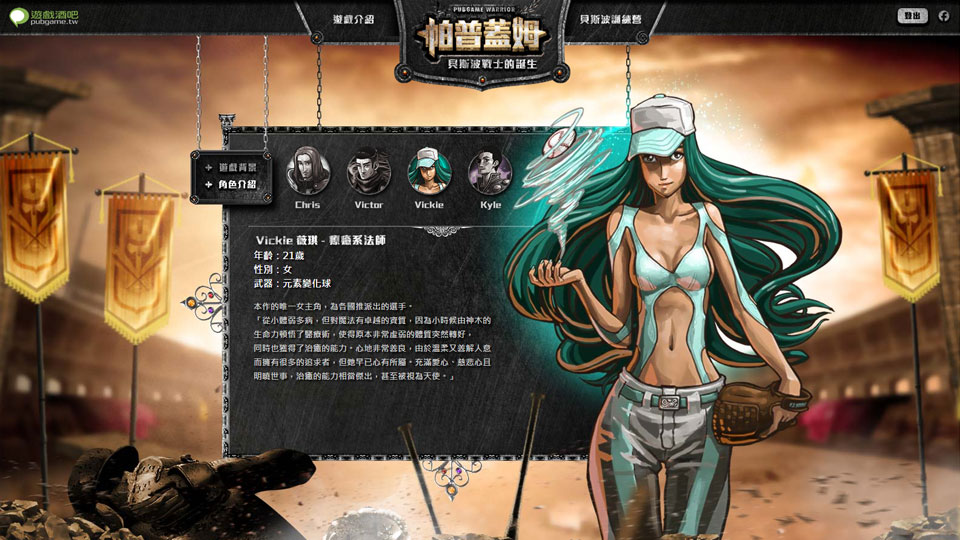 遊戲酒吧
pubgame.tw
遊戲介紹
PUBGAME WARRIOR
帕普蓋姆
貝斯波戰士的誕生
貝斯波訓練營
登出
遊戲背景
角色介紹
Chris
Victor
Vickie
Kyle
Vickie 薇琪 - 療癒系法師
年齡：21歲
性別：女
武器：元素變化球
本作的唯一女主角，為各國推派出的選手。
「從小體弱多病，但對魔法有卓越的資質，因為小時候由神木的
生命力頓悟了醫療術，使得原本非常虛弱的體質突然轉好，
同時也獲得了治癒的能力。心地非常善良，由於溫柔又善解人意
而擁有很多的追求者，但她早已心有所屬。充滿愛心、慈悲心且
明曉世事，治癒的能力相當傑出，甚至被視為天使。」